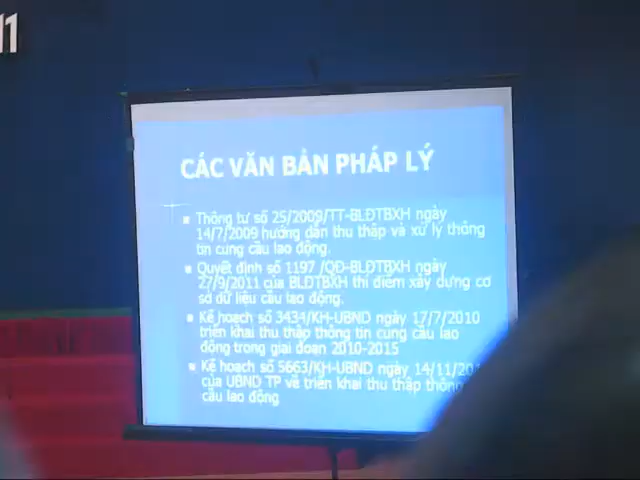 11
CÁC VĂN BẢN PHÁP LÝ
Thông tư số 25/2009/TT-BLĐTBXH ngày
14/7/2009 hướng dẫn thu thập và xử lý thông
tin cung cầu lao động.
Quyết định số 1197 /QĐ-BLĐTBXH ngày
27/9/2011 của BLĐTBXH thí điểm xây dựng cơ
sở dữ liệu cầu lao động.
Kế hoạch số 3434/KH-UBND ngày 17/7/2010
triển khai thu thập thông tin cung cầu lao
động trong giai đoạn 2010-2015
Kế hoạch số 5663/KH-UBND ngày 14/11/
của UBND TP về triển khai thu thập thông
cầu lao động